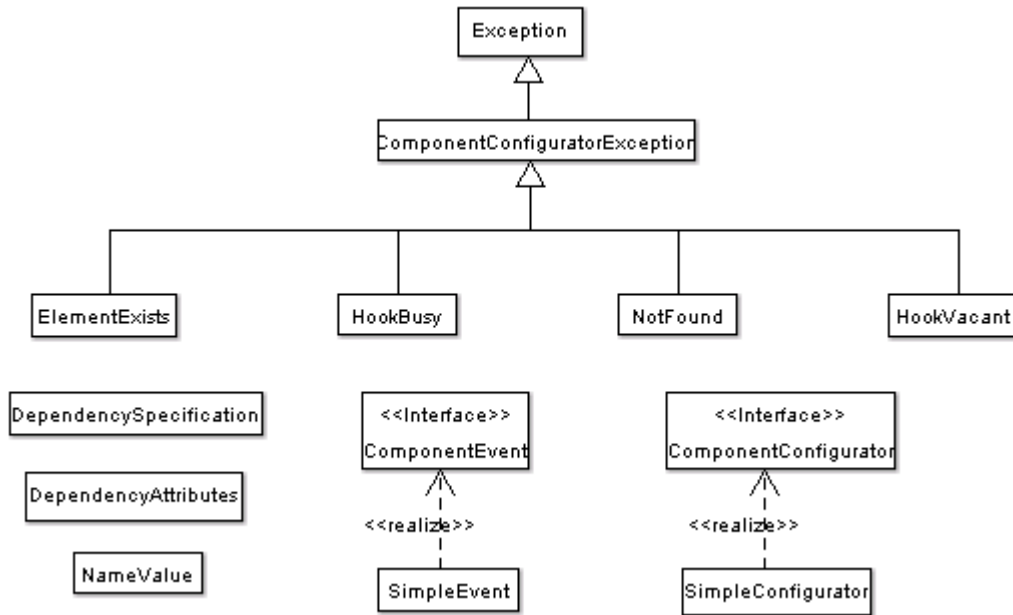 Exception
ComponentConfiguratorException
ElementExists
HookBusy
NotFound
HookVacant
DependencySpecification
<<Interface>>
ComponentEvent
<<Interface>>
ComponentConfigurator
DependencyAttributes
<<realize>>
<<realize>>
NameValue
SimpleEvent
SimpleConfigurator